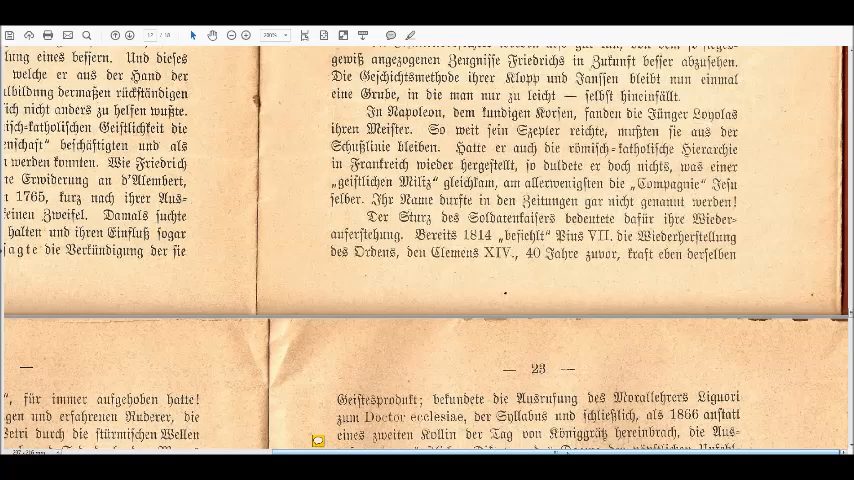 12 / 18
200%
lung eines bessern. Und dieses
welche er aus der Hand der
albildung dermaßen rückständigen
ich nicht anders zu helfen wußte.
isch-katholischen Geistlichkeit die
enschaft" beschäftigten und als
n werden konnten. Wie Friedrich
ne Erwiderung an d'Alembert,
n 1765, kurz nach ihrer Aus-
keinen Zweifel. Damals suchte
halten und ihren Einfluß sogar
sagte die Verkündigung der sie
gewiß angezogenen Zeugnisse Friedrichs in Zukunft besser abzusehen.
Die Geschichtsmethode ihrer Klopp und Janssen bleibt nun einmal
eine Grube, in die man nur zu leicht — selbst hineinfällt.
In Napoleon, dem kundigen Korsen, fanden die Jünger Loyolas
ihren Meister. So weit sein Szepter reichte, mußten sie aus der
Schußlinie bleiben. Hatte er auch die römisch-katholische Hierarchie
in Frankreich wieder hergestellt, so duldete er doch nichts, was einer
„geistlichen Miliz" gleichkam, am allerwenigsten die „Compagnie" Jesu
selber. Ihr Name durfte in den Zeitungen gar nicht genannt werden!
Der Sturz des Soldatenkaisers bedeutete dafür ihre Wieder-
auferstehung. Bereits 1814 „befiehlt" Pius VII. die Wiederherstellung
des Ordens, den Clemens XIV., 40 Jahre zuvor, kraft eben derselben
—
", für immer aufgehoben hatte!
gen und erfahrenen Ruderer, die
Petri durch die stürmischen Wellen
— 23 —
Geistesprodukt; bekundete die Ausrufung des Morallehrers Liguori
zum Doctor ecclesiae, der Syllabus und schließlich, als 1866 anstatt
eines zweiten Kollin der Tag von Königgrätz hereinbrach, die Aus-